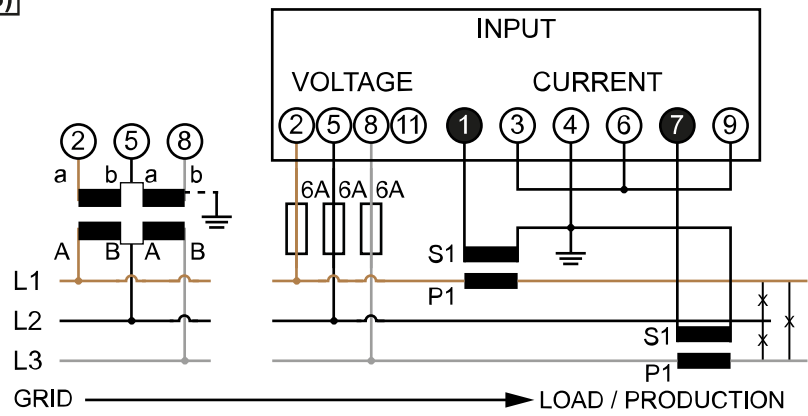 )
INPUT
VOLTAGE CURRENT
2 5 8 11 1 3 4 6 7 9
2 5 8
a b a b
6A 6A 6A
A B A B
S1
P1
L1
L2
L3
S1
P1
GRID LOAD / PRODUCTION